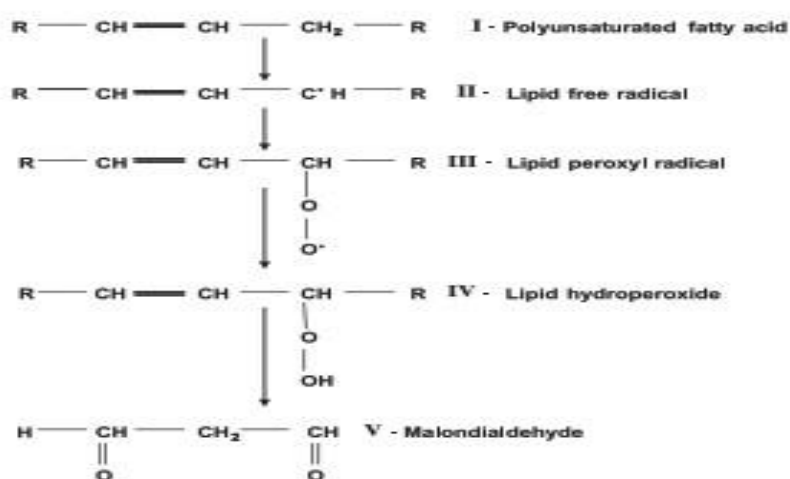 R CH CH CH₂ R I - Polyunsaturated fatty acid
R CH CH C• H R II - Lipid free radical
R CH CH CH R III - Lipid peroxyl radical
O
O•
R CH CH CH R IV - Lipid hydroperoxide
O
OH
H CH CH₂ CH V - Malondialdehyde
O O